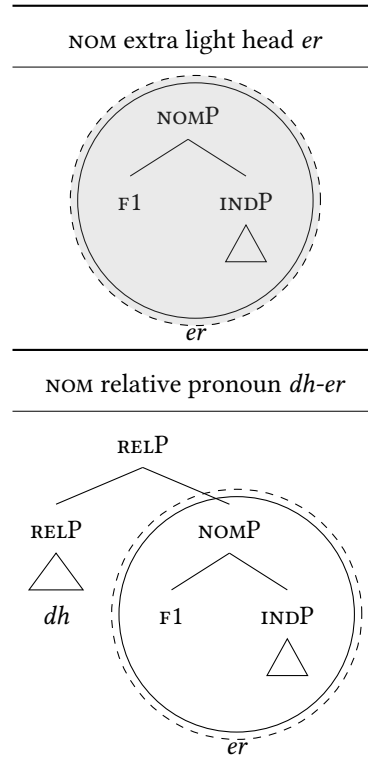 NOM extra light head er
NOMP
F1 INDP
er
NOM relative pronoun dh-er
RELP
RELP NOMP
dh F1 INDP
er